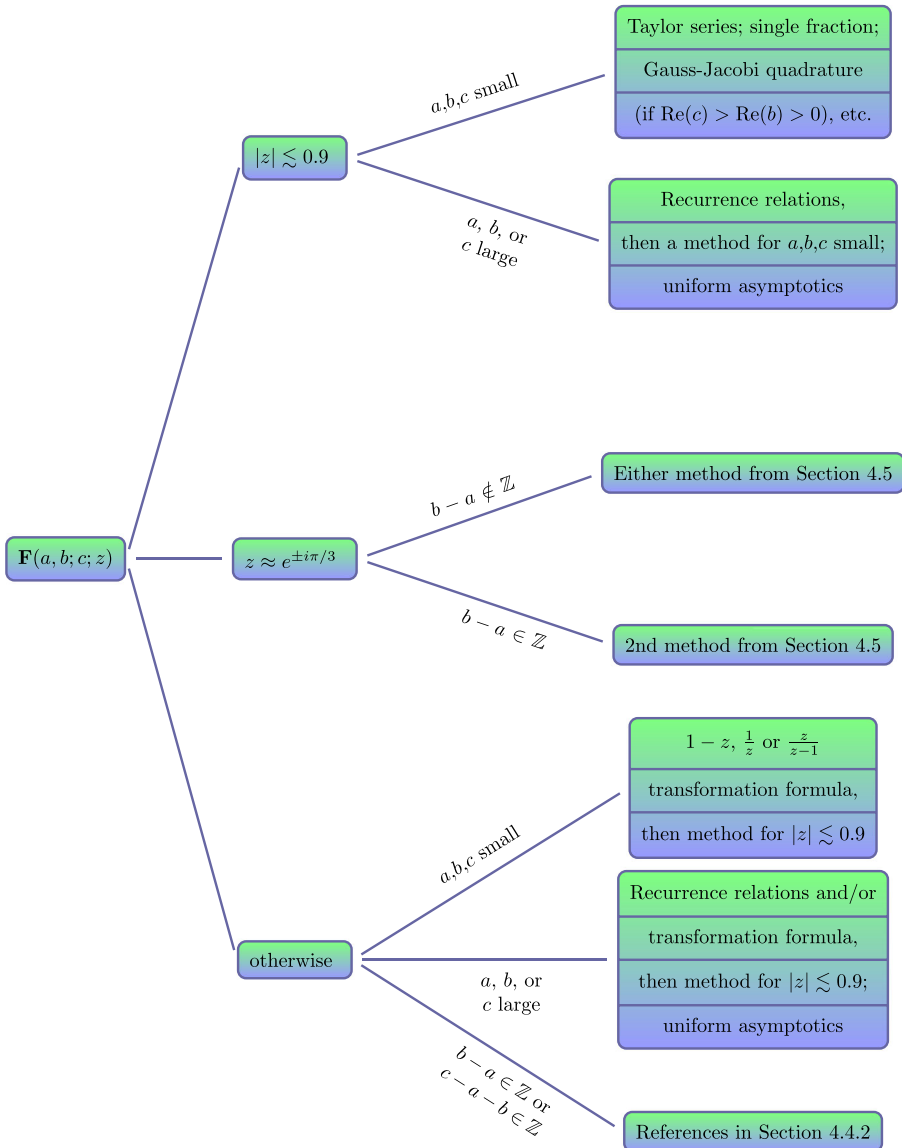 Taylor series; single fraction;
Gauss-Jacobi quadrature
(if Re(c) > Re(b) > 0), etc.
a,b,c small
|z| ≲ 0.9
a, b, or
c large
Recurrence relations,
then a method for a,b,c small;
uniform asymptotics
F(a, b; c; z)
z ≈ e^{±iπ/3}
b − a ∉ ℤ
Either method from Section 4.5
b − a ∈ ℤ
2nd method from Section 4.5
otherwise
a,b,c small
1 − z, 1/z or z/(z−1)
transformation formula,
then method for |z| ≲ 0.9
a, b, or
c large
Recurrence relations and/or
transformation formula,
then method for |z| ≲ 0.9;
uniform asymptotics
b − a ∈ ℤ or
c − a − b ∈ ℤ
References in Section 4.4.2